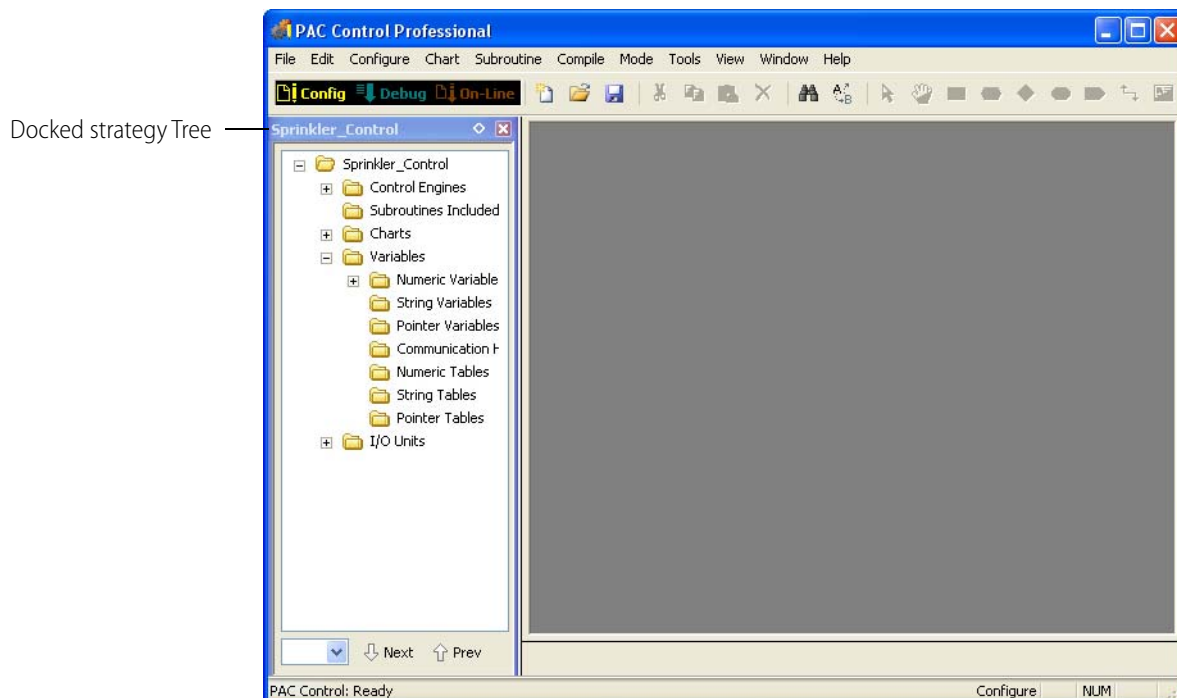 PAC Control Professional
File Edit Configure Chart Subroutine Compile Mode Tools View Window Help
Config Debug On-Line
Docked strategy Tree
Sprinkler_Control
Sprinkler_Control
Control Engines
Subroutines Included
Charts
Variables
Numeric Variable
String Variables
Pointer Variables
Communication H
Numeric Tables
String Tables
Pointer Tables
I/O Units
Next Prev
PAC Control: Ready Configure NUM